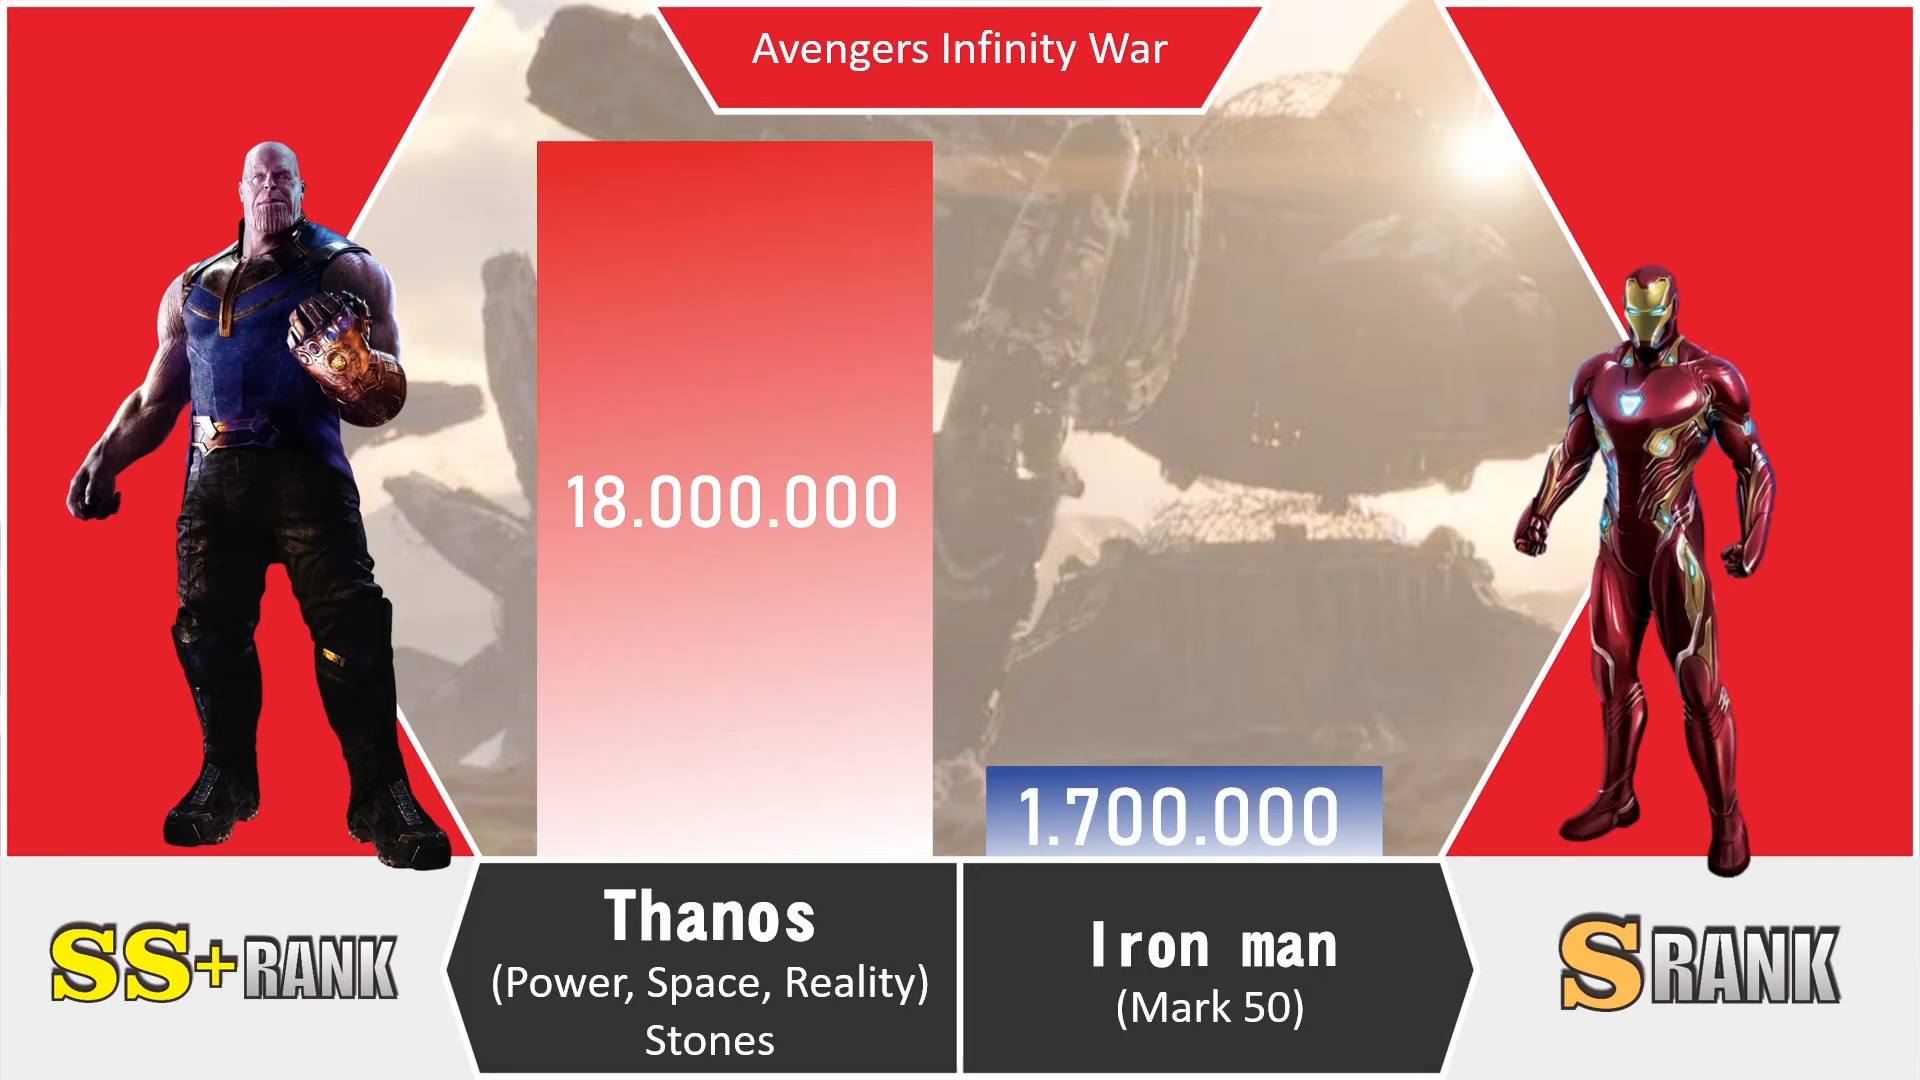 Avengers Infinity War
18.000.000
1.700.000
Thanos
(Power, Space, Reality)
Stones
Iron man
(Mark 50)
SS+RANK
S RANK